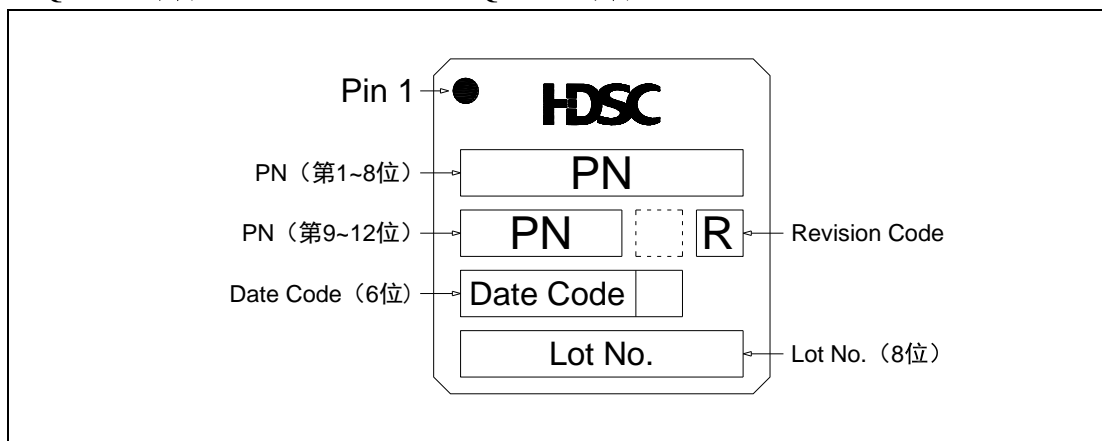 Pin 1
HDSC
PN（第1~8位）
PN
PN（第9~12位）
PN
R
Revision Code
Date Code（6位）
Date Code
Lot No.
Lot No.（8位）